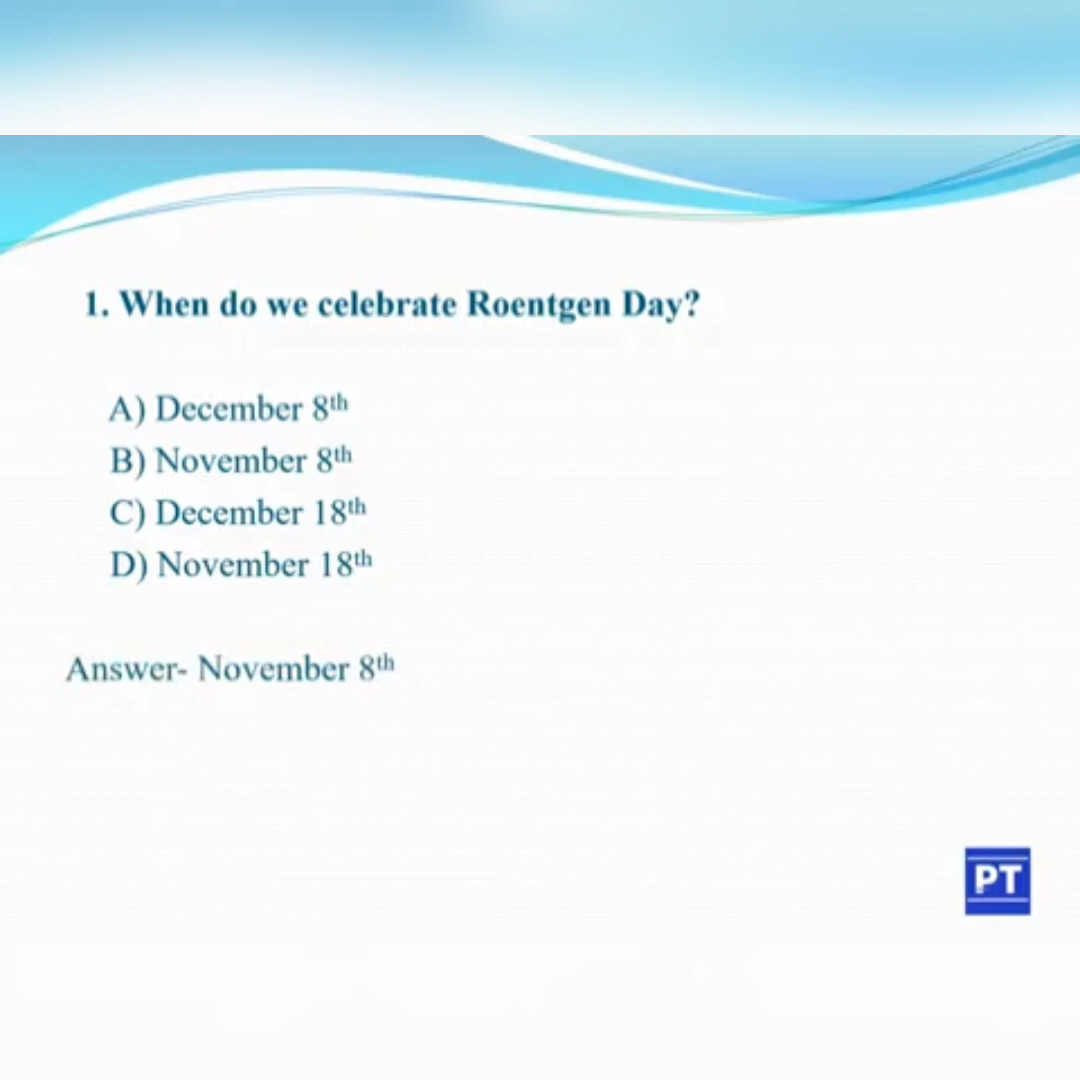 1. When do we celebrate Roentgen Day?
A) December 8th
B) November 8th
C) December 18th
D) November 18th
Answer- November 8th
PT